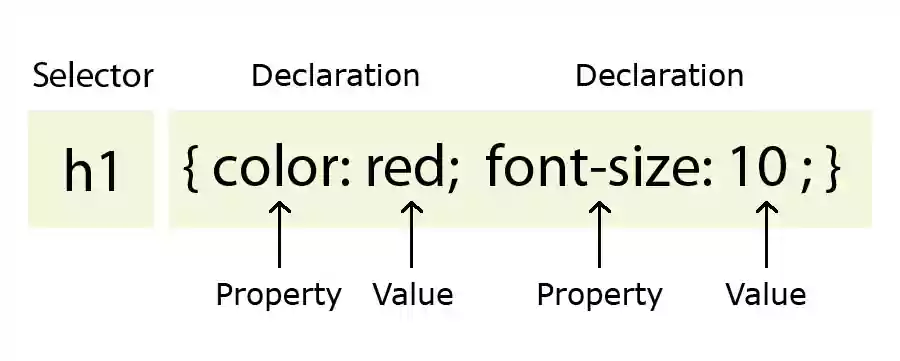 Selector Declaration Declaration
h1 { color: red; font-size: 10 ; }
Property Value Property Value